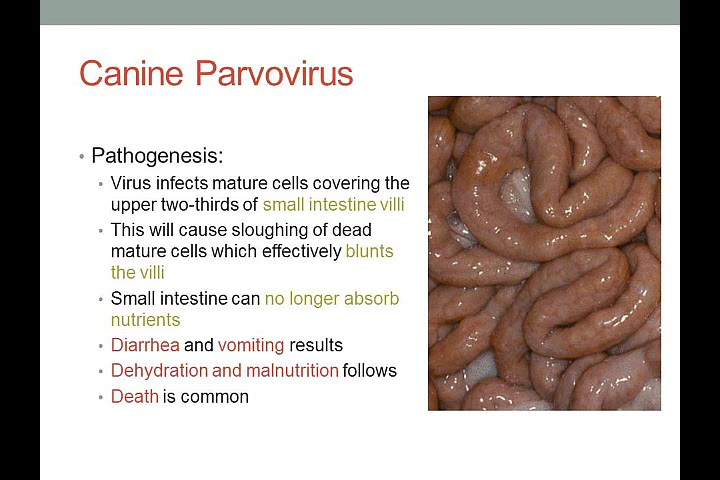 Canine Parvovirus
• Pathogenesis:
• Virus infects mature cells covering the
upper two-thirds of small intestine villi
• This will cause sloughing of dead
mature cells which effectively blunts
the villi
• Small intestine can no longer absorb
nutrients
• Diarrhea and vomiting results
• Dehydration and malnutrition follows
• Death is common